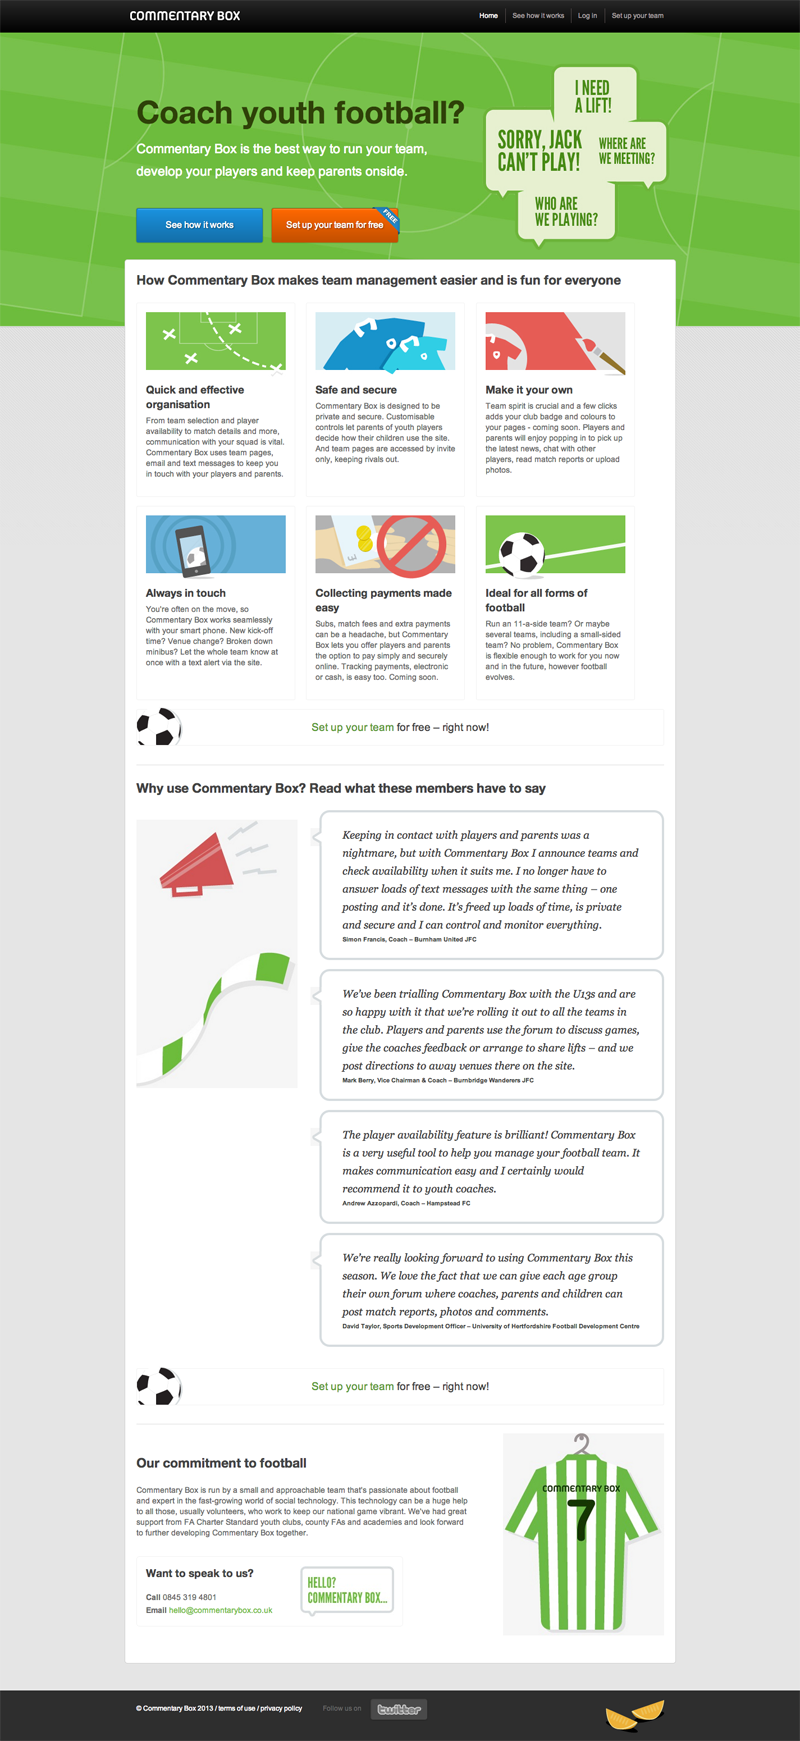 COMMENTARY BOX
Home
See how it works
Log in
Set up your team
Coach youth football?
Commentary Box is the best way to run your team,
develop your players and keep parents onside.
See how it works
Set up your team for free
FREE
I NEED
A LIFT!
SORRY, JACK
CAN'T PLAY!
WHERE ARE
WE MEETING?
WHO ARE
WE PLAYING?
How Commentary Box makes team management easier and is fun for everyone
Quick and effective
organisation
From team selection and player
availability to match details and more,
communication with your squad is vital.
Commentary Box uses team pages,
email and text messages to keep you
in touch with your players and parents.
Safe and secure
Commentary Box is designed to be
private and secure. Customisable
controls let parents of youth players
decide how their children use the site.
And team pages are accessed by invite
only, keeping rivals out.
Make it your own
Team spirit is crucial and a few clicks
adds your club badge and colours to
your pages - coming soon. Players and
parents will enjoy popping in to pick up
the latest news, chat with other
players, read match reports or upload
photos.
Always in touch
You're often on the move, so
Commentary Box works seamlessly
with your smart phone. New kick-off
time? Venue change? Broken down
minibus? Let the whole team know at
once with a text alert via the site.
Collecting payments made
easy
Subs, match fees and extra payments
can be a headache, but Commentary
Box lets you offer players and parents
the option to pay simply and securely
online. Tracking payments, electronic
or cash, is easy too. Coming soon.
Ideal for all forms of
football
Run an 11-a-side team? Or maybe
several teams, including a small-sided
team? No problem, Commentary Box
is flexible enough to work for you now
and in the future, however football
evolves.
Set up your team for free – right now!
Why use Commentary Box? Read what these members have to say
Keeping in contact with players and parents was a
nightmare, but with Commentary Box I announce teams and
check availability when it suits me. I no longer have to
answer loads of text messages with the same thing – one
posting and it's done. It's freed up loads of time, is private
and secure and I can control and monitor everything.
Simon Francis, Coach – Burnham United JFC
We've been trialling Commentary Box with the U13s and are
so happy with it that we're rolling it out to all the teams in
the club. Players and parents use the forum to discuss games,
give the coaches feedback or arrange to share lifts – and we
post directions to away venues there on the site.
Mark Berry, Vice Chairman & Coach – Burnbridge Wanderers JFC
The player availability feature is brilliant! Commentary Box
is a very useful tool to help you manage your football team. It
makes communication easy and I certainly would
recommend it to youth coaches.
Andrew Azzopardi, Coach – Hampstead FC
We're really looking forward to using Commentary Box this
season. We love the fact that we can give each age group
their own forum where coaches, parents and children can
post match reports, photos and comments.
David Taylor, Sports Development Officer – University of Hertfordshire Football Development Centre
Set up your team for free – right now!
Our commitment to football
Commentary Box is run by a small and approachable team that's passionate about football
and expert in the fast-growing world of social technology. This technology can be a huge help
to all those, usually volunteers, who work to keep our national game vibrant. We've had great
support from FA Charter Standard youth clubs, county FAs and academies and look forward
to further developing Commentary Box together.
COMMENTARY BOX
7
Want to speak to us?
Call 0845 319 4801
Email hello@commentarybox.co.uk
HELLO?
COMMENTARY BOX...
© Commentary Box 2013 / terms of use / privacy policy
Follow us on
twitter